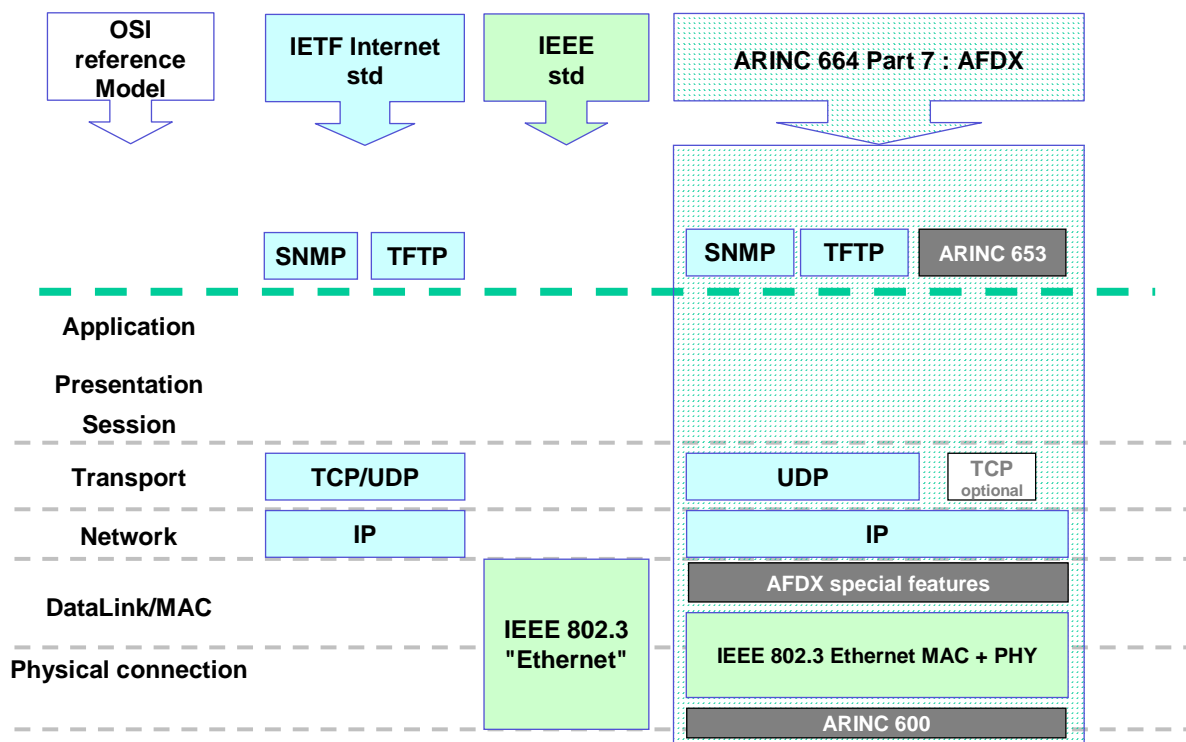 OSI
reference
Model
IETF Internet
std
IEEE
std
ARINC 664 Part 7 : AFDX
SNMP
TFTP
SNMP
TFTP
ARINC 653
Application
Presentation
Session
Transport
TCP/UDP
UDP
TCP
optional
Network
IP
IP
DataLink/MAC
AFDX special features
IEEE 802.3
"Ethernet"
IEEE 802.3 Ethernet MAC + PHY
Physical connection
ARINC 600